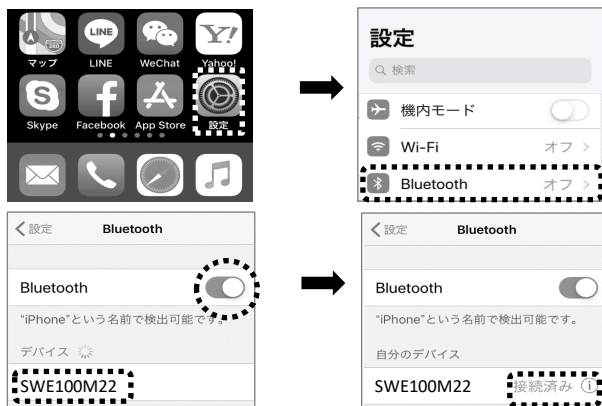 280
LINE
Y!
マップ
LINE
WeChat
Yahoo!
S
f
Skype
Facebook
App Store
設定
設定
検索
機内モード
Wi-Fi
オフ >
Bluetooth
オフ >
設定
Bluetooth
Bluetooth
“iPhone”という名前で検出可能です。
デバイス
SWE100M22
設定
Bluetooth
Bluetooth
“iPhone”という名前で検出可能です。
自分のデバイス
SWE100M22 接続済み i